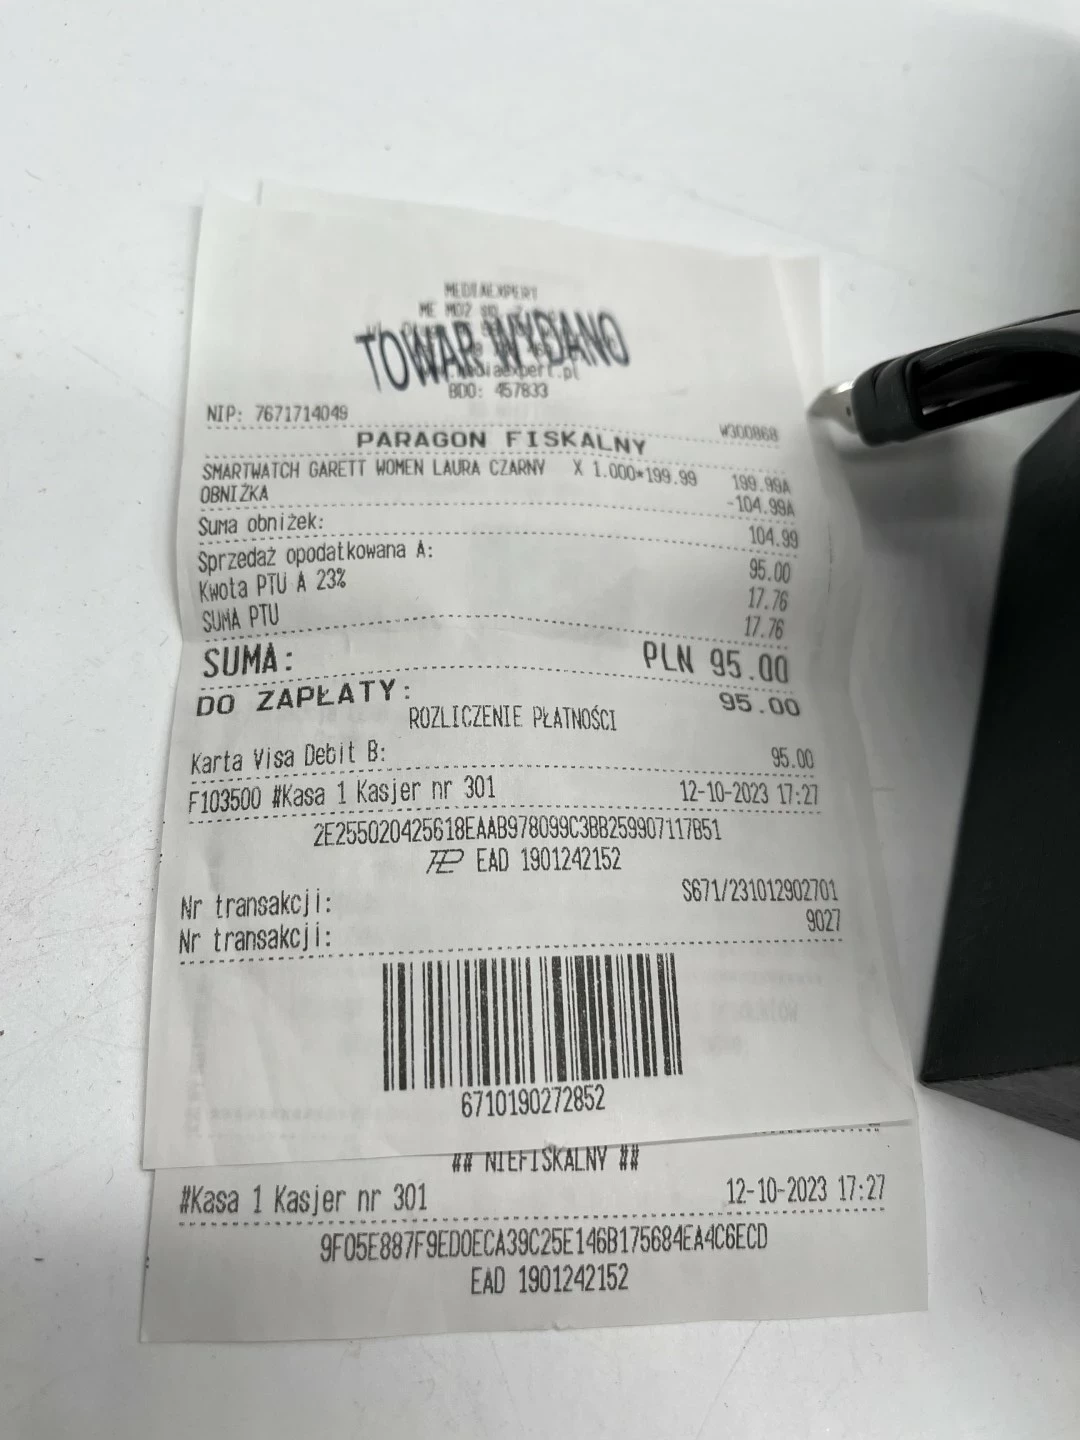 MEDIAEXPERT
TOWAR WYDANO
www.mediaexpert.pl
BDO: 457833
NIP: 7671714049 W300868
PARAGON FISKALNY
SMARTWATCH GARETT WOMEN LAURA CZARNY X 1.000*199.99 199.99A
OBNIŻKA -104.99A
Suma obniżek: 104.99
Sprzedaż opodatkowana A: 95.00
Kwota PTU A 23% 17.76
SUMA PTU 17.76
SUMA: PLN 95.00
DO ZAPŁATY: 95.00
ROZLICZENIE PŁATNOŚCI
Karta Visa Debit B: 95.00
F103500 #Kasa 1 Kasjer nr 301 12-10-2023 17:27
2E255020425618EAAB978099C3BB259907117B51
EAD 1901242152
Nr transakcji: S671/231012902701
Nr transakcji: 9027
6710190272852
## NIEFISKALNY ##
#Kasa 1 Kasjer nr 301 12-10-2023 17:27
9F05E887F9ED0ECA39C25E146B175684EA4C6ECD
EAD 1901242152